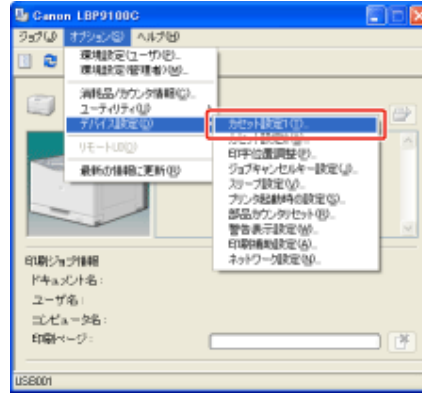 Canon LBP9100C
ジョブ(J) オプション(S) ヘルプ(H)
環境設定(ユーザ)(P)...
環境設定(管理者)(M)...
消耗品/カウンタ情報(C)...
ユーティリティ(U)
デバイス設定(D)
リモートUI(Q)
最新の情報に更新(R)
カセット設定1(T)...
印字位置調整(P)...
ジョブキャンセルキー設定(J)...
スリープ設定(V)...
プリンタ起動時の設定(S)...
部品カウンタリセット(R)...
警告表示設定(W)...
印刷補助設定(A)...
ネットワーク設定(N)...
印刷ジョブ情報
ドキュメント名:
ユーザ名:
コンピュータ名:
印刷ページ:
USB001